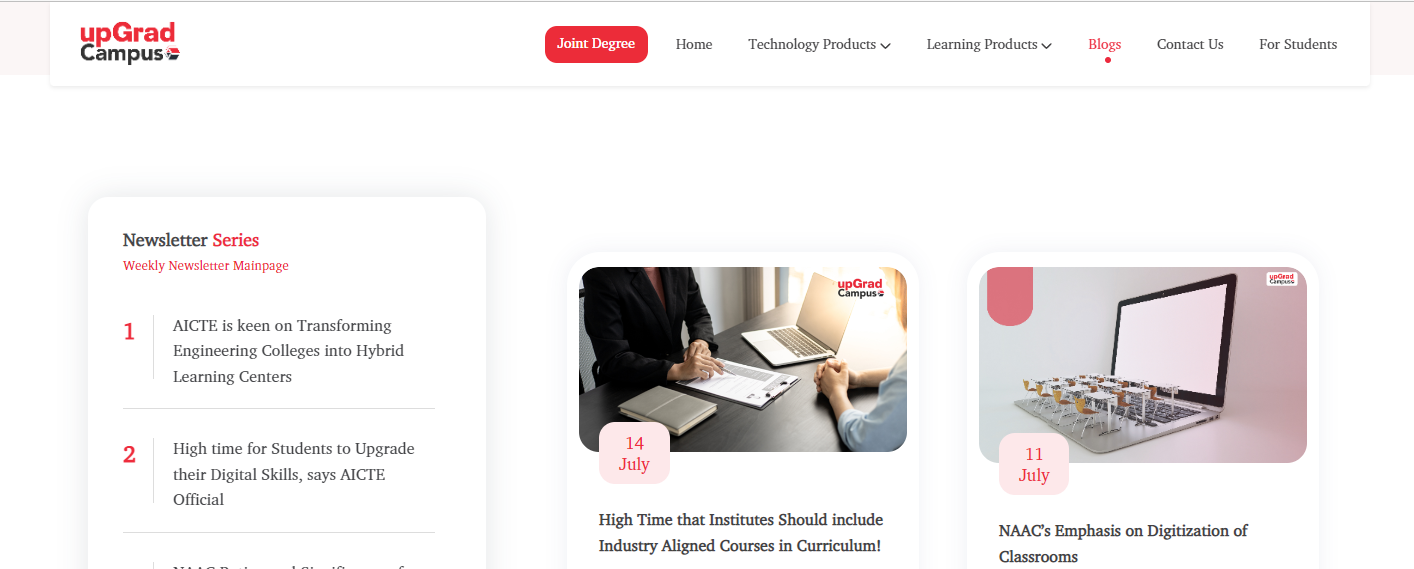 upGrad
Campus
Joint Degree
Home
Technology Products
Learning Products
Blogs
Contact Us
For Students
Newsletter Series
Weekly Newsletter Mainpage
1
AICTE is keen on Transforming
Engineering Colleges into Hybrid
Learning Centers
2
High time for Students to Upgrade
their Digital Skills, says AICTE
Official
upGrad
Campus
14
July
High Time that Institutes Should include
Industry Aligned Courses in Curriculum!
upGrad
Campus
11
July
NAAC’s Emphasis on Digitization of
Classrooms